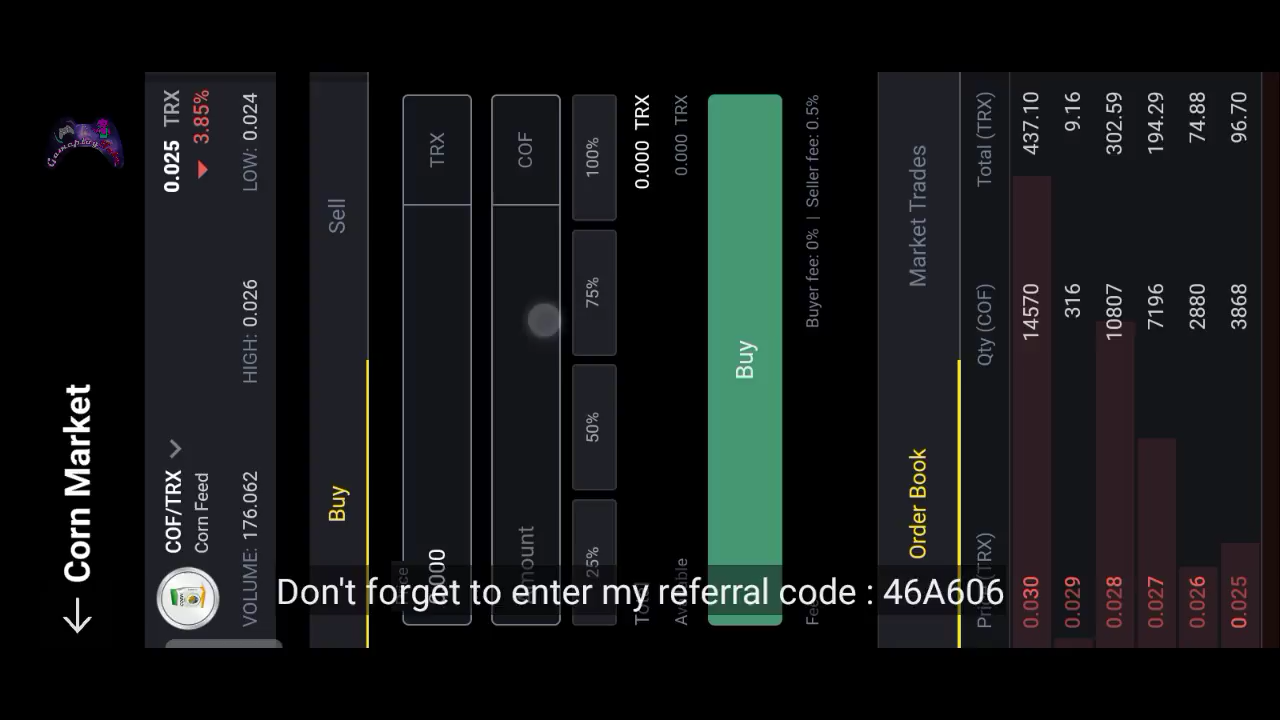 Gameplay
← Corn Market
COF/TRX
0.025 TRX
Corn Feed
3.85%
VOLUME: 176.062
HIGH: 0.026
LOW: 0.024
Buy
Sell
TRX
COF
25%
50%
75%
100%
0.000 TRX
0.000 TRX
Buy
Buyer fee: 0% | Seller fee: 0.5%
Order Book
Market Trades
Qty (COF)
Total (TRX)
0.030 14570 437.10
0.029 316 9.16
0.028 10807 302.59
0.027 7196 194.29
0.026 2880 74.88
0.025 3868 96.70
Don't forget to enter my referral code : 46A606